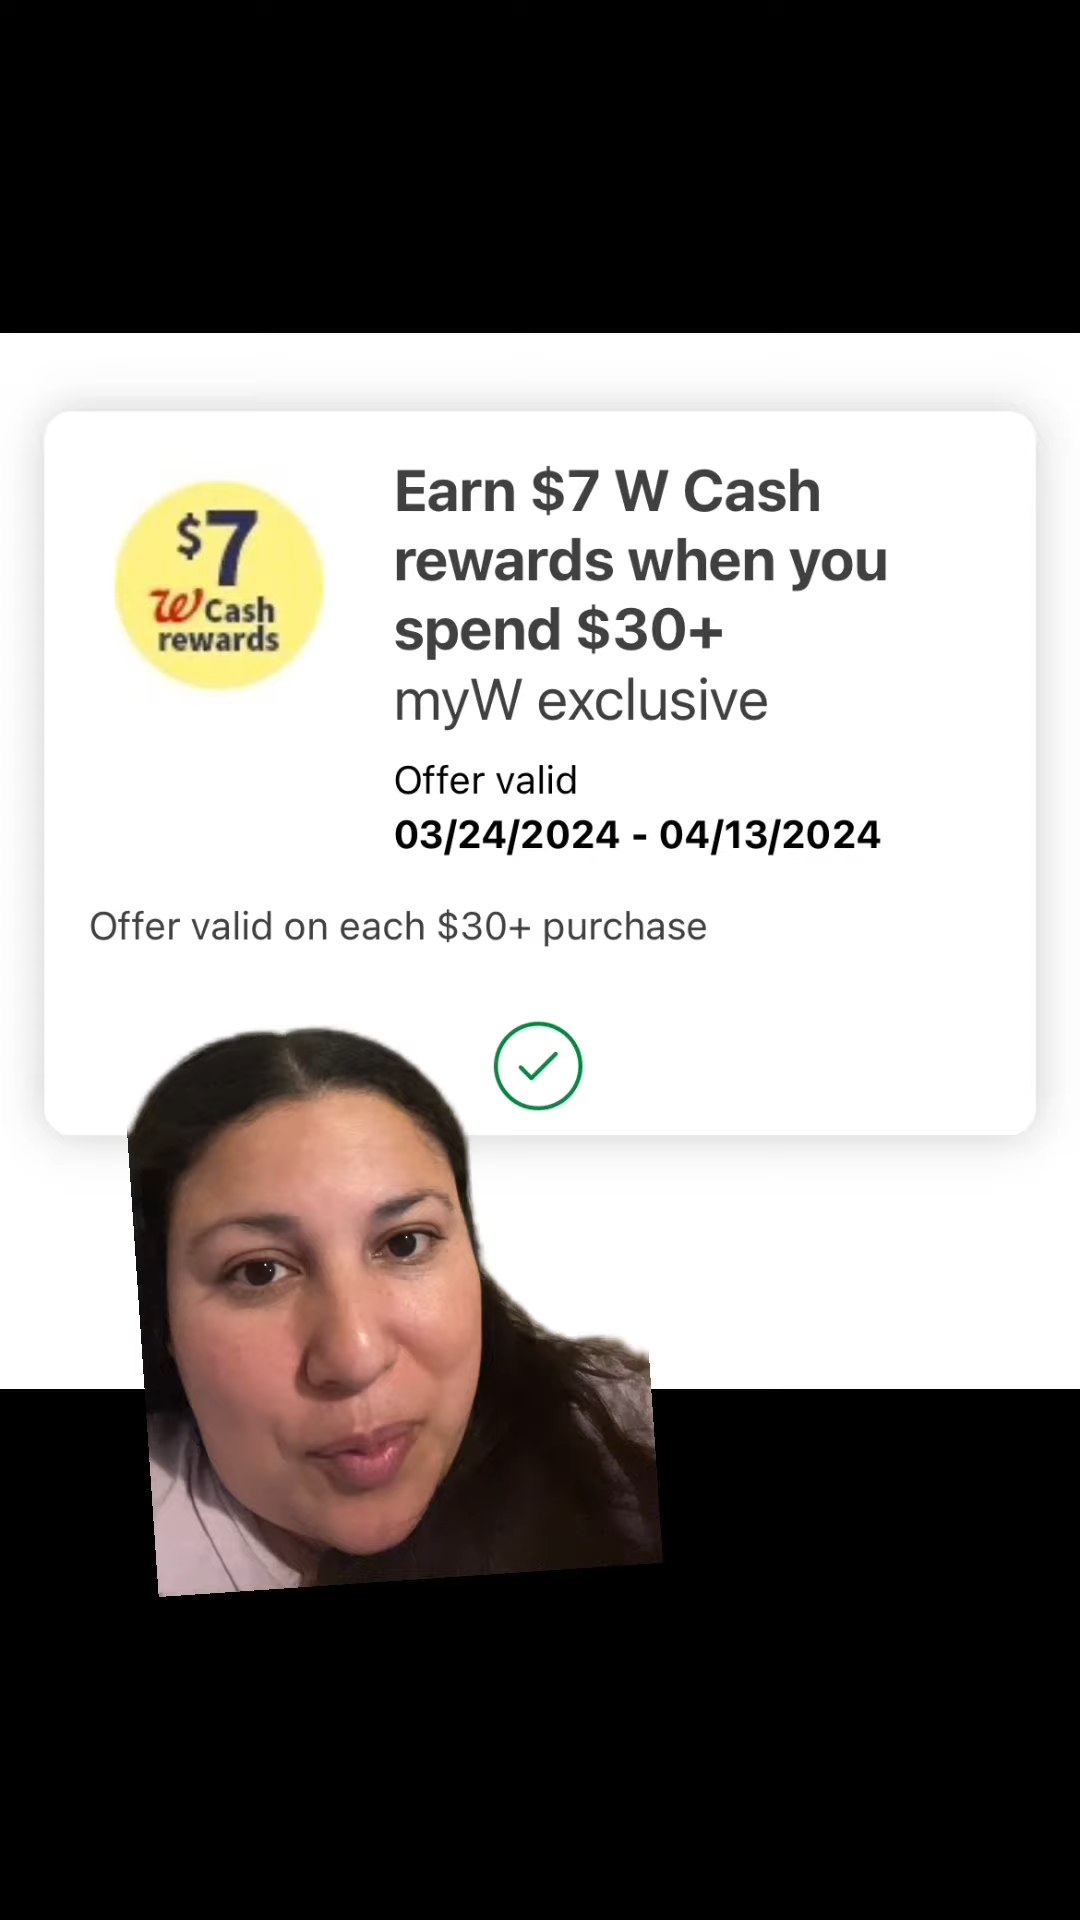 $7
W Cash
rewards
Earn $7 W Cash
rewards when you
spend $30+
myW exclusive
Offer valid
03/24/2024 - 04/13/2024
Offer valid on each $30+ purchase